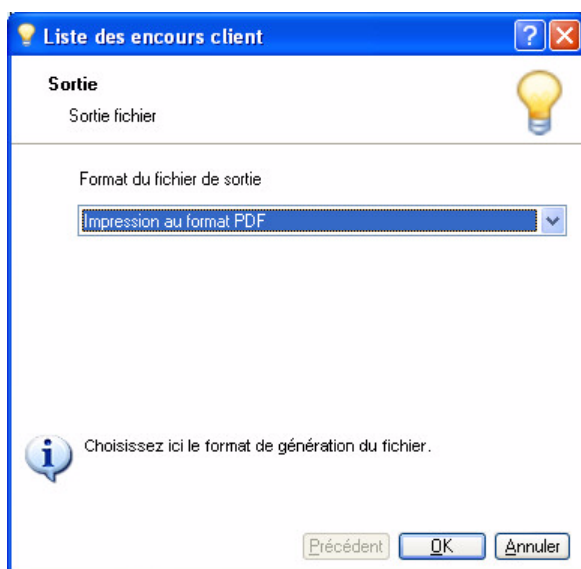 Liste des encours client
Sortie
Sortie fichier
Format du fichier de sortie
Impression au format PDF
Choisissez ici le format de génération du fichier.
Précédent OK Annuler